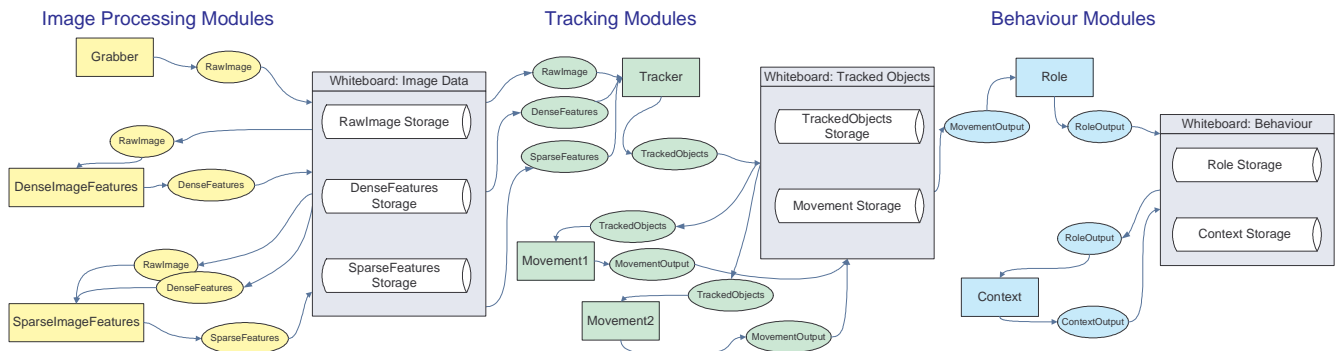 Image Processing Modules
Tracking Modules
Behaviour Modules
Grabber
RawImage
Whiteboard: Image Data
RawImage Storage
DenseFeatures
Storage
SparseFeatures
Storage
RawImage
DenseImageFeatures
DenseFeatures
RawImage
DenseFeatures
SparseImageFeatures
SparseFeatures
RawImage
DenseFeatures
SparseFeatures
Tracker
TrackedObjects
TrackedObjects
Movement1
MovementOutput
TrackedObjects
Movement2
MovementOutput
Whiteboard: Tracked Objects
TrackedObjects
Storage
Movement Storage
MovementOutput
Role
RoleOutput
Whiteboard: Behaviour
Role Storage
Context Storage
RoleOutput
Context
ContextOutput